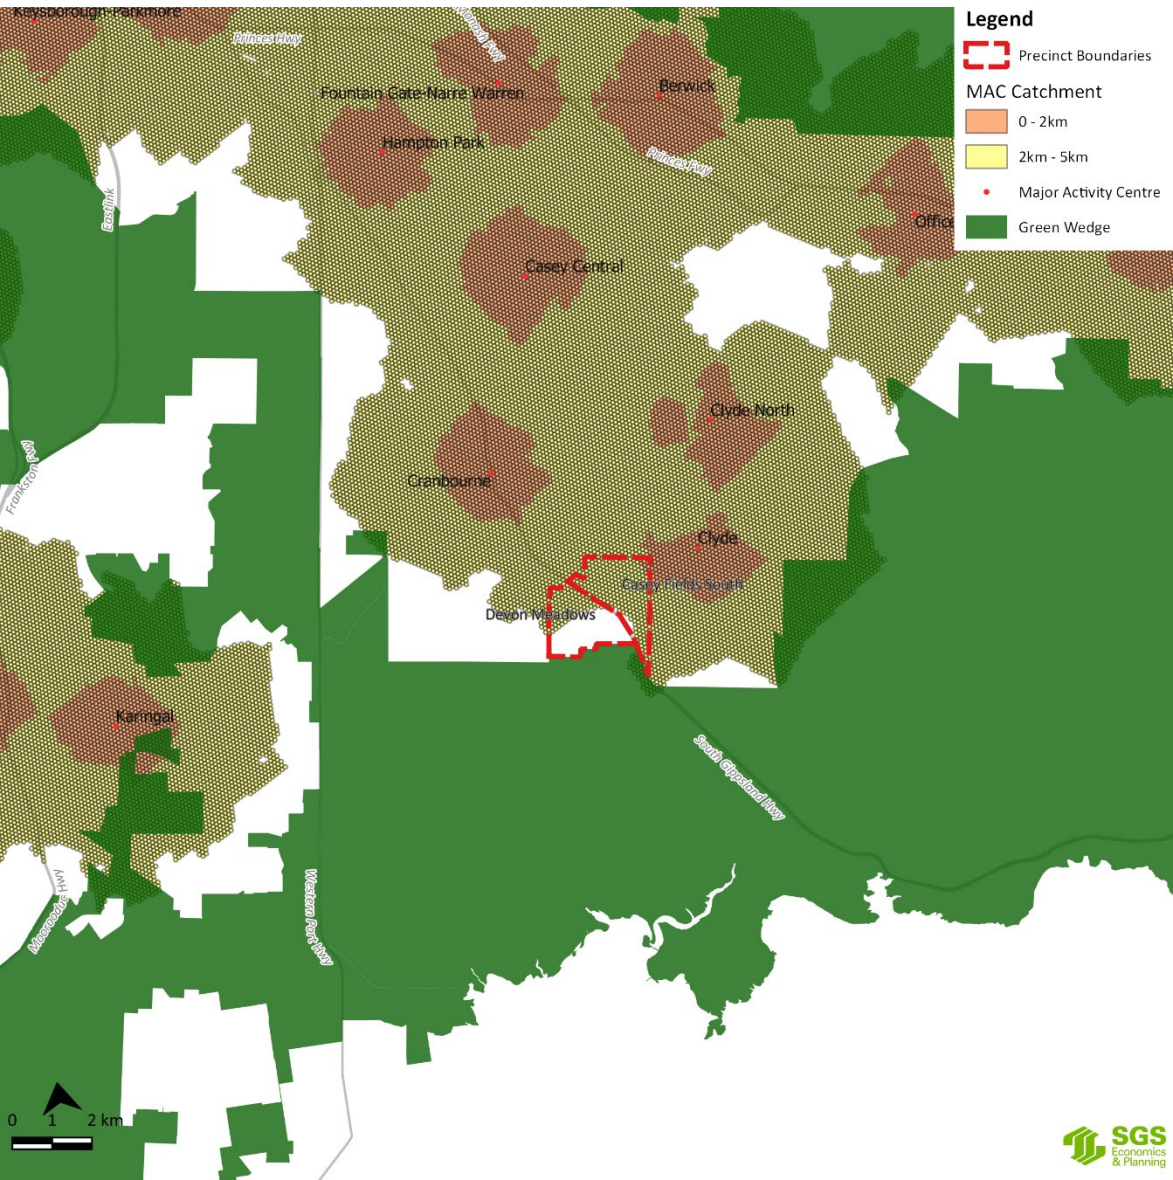 Keysborough-Parkmore
Princes Hwy
Monash Fwy
Fountain Gate-Narre Warren
Berwick
Hampton Park
Princes Fwy
Eastlink
Office
Casey Central
Clyde North
Cranbourne
Frankston Fwy
Clyde
Casey Fields South
Devon Meadows
Karingal
South Gippsland Hwy
Western Port Hwy
Moorooduc Hwy
Legend
Precinct Boundaries
MAC Catchment
0 - 2km
2km - 5km
Major Activity Centre
Green Wedge
0 1 2 km
SGS
Economics
& Planning